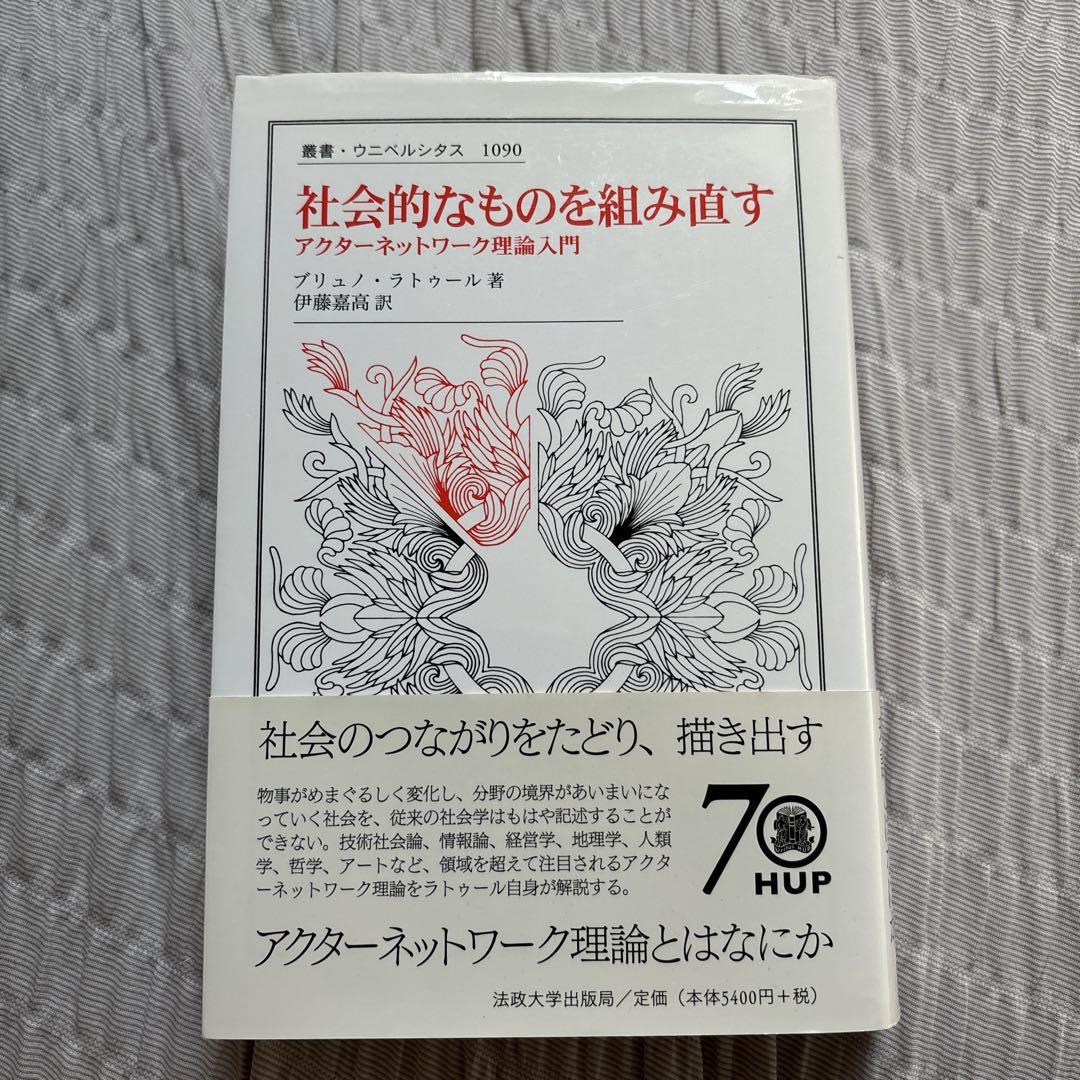 叢書・ウニベルシタス 1090
社会的なものを組み直す
アクターネットワーク理論入門
ブリュノ・ラトゥール 著
伊藤嘉高 訳
社会のつながりをたどり、描き出す
物事がめまぐるしく変化し、分野の境界があいまいにな
っていく社会を、従来の社会学はもはや記述することが
できない。技術社会論、情報論、経営学、地理学、人類
学、哲学、アートなど、領域を超えて注目されるアクタ
ーネットワーク理論をラトゥール自身が解説する。
70
HUP
アクターネットワーク理論とはなにか
法政大学出版局／定価（本体5400円＋税）